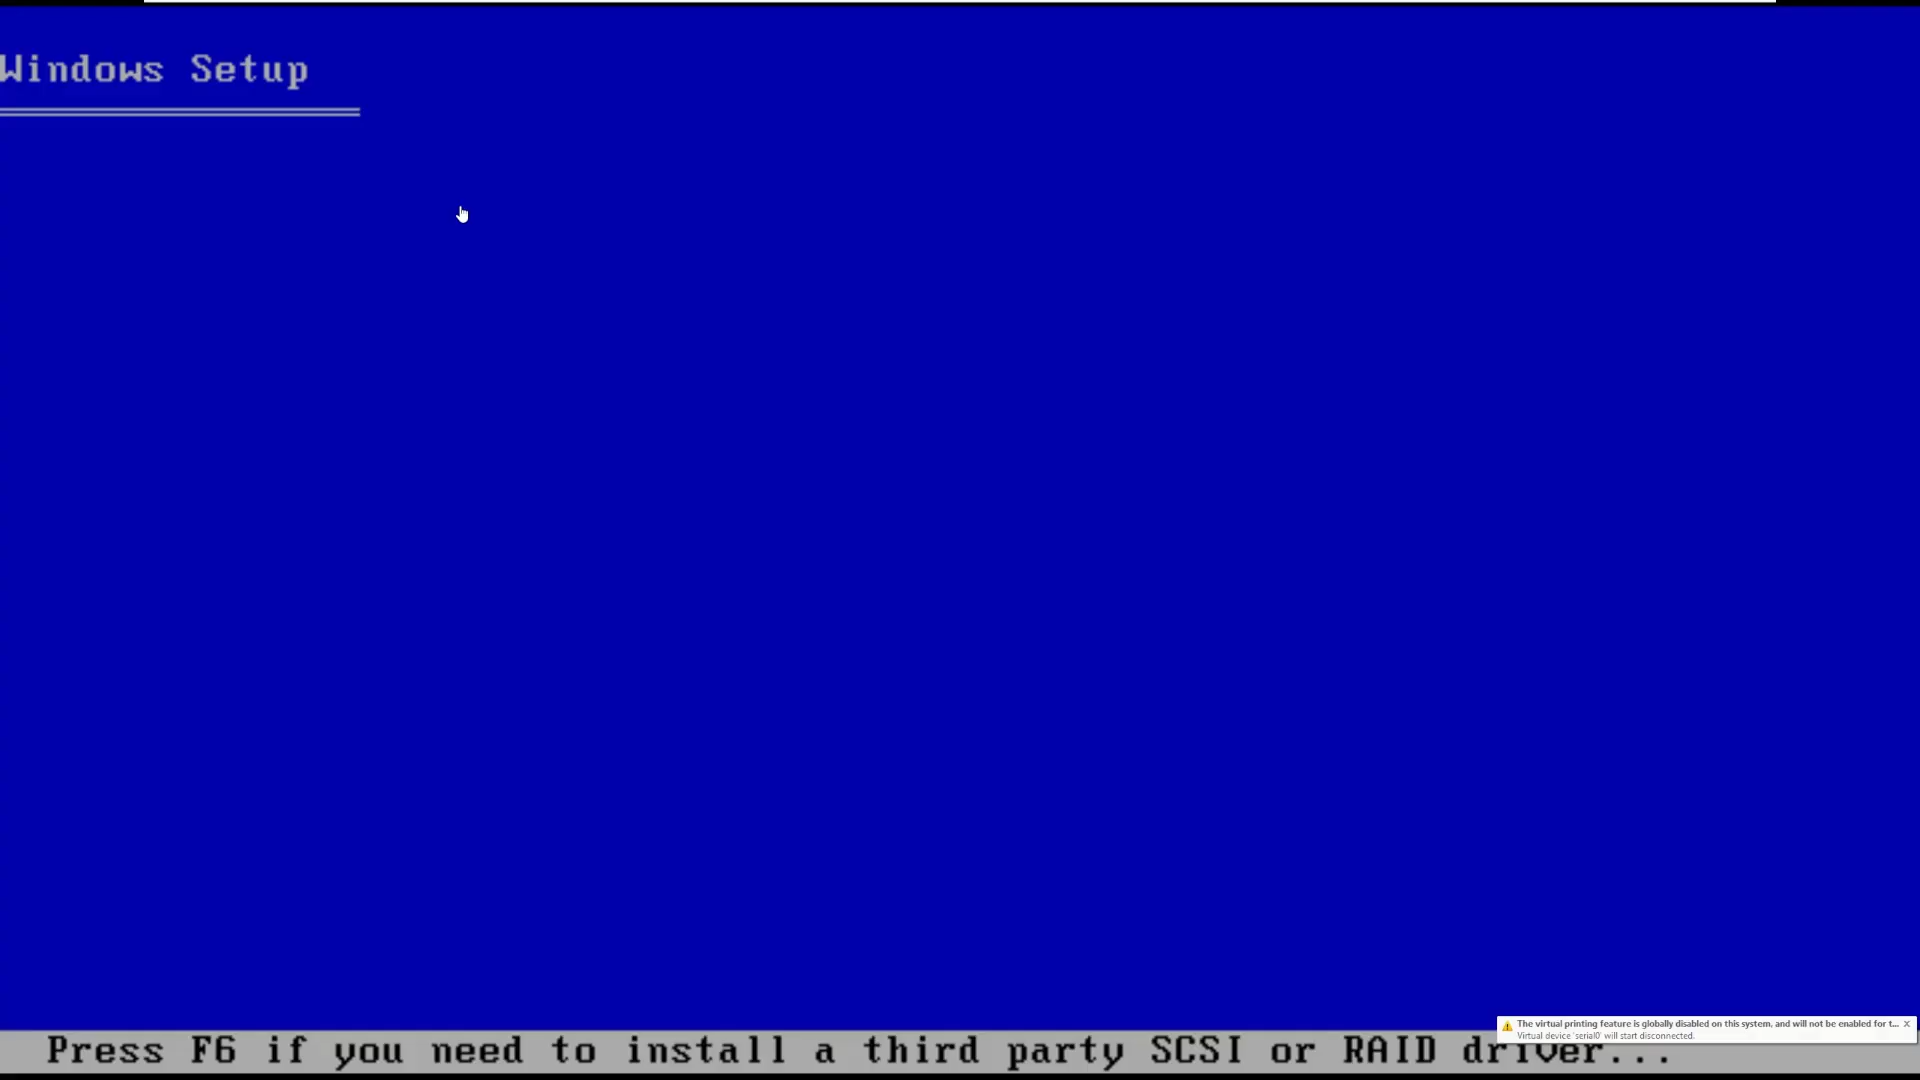 Windows Setup
Press F6 if you need to install a third party SCSI or RAID driver...
The virtual printing feature is globally disabled on this system, and will not be enabled for t...
Virtual device 'serial0' will start disconnected.